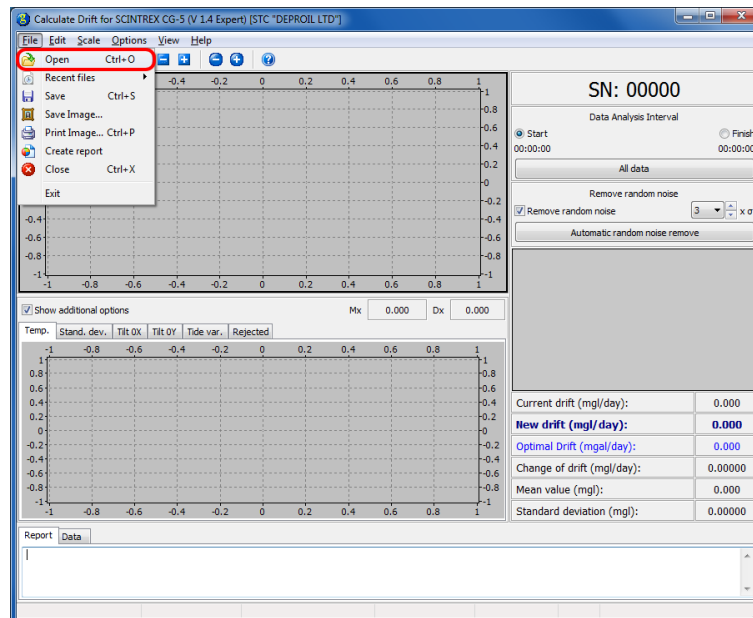 Calculate Drift for SCINTREX CG-5 (V 1.4 Expert) [STC "DEPROIL LTD"]
File Edit Scale Options View Help
Open Ctrl+O
Recent files
Save Ctrl+S
Save Image...
Print Image... Ctrl+P
Create report
Close Ctrl+X
Exit
-0.4 -0.2 0 0.2 0.4 0.6 0.8 1
1
0.8
0.6
0.4
0.2
0
-0.2
-0.4 -0.4
-0.6 -0.6
-0.8 -0.8
-1 -1
-1 -0.8 -0.6 -0.4 -0.2 0 0.2 0.4 0.6 0.8 1
SN: 00000
Data Analysis Interval
Start Finish
00:00:00 00:00:00
All data
Remove random noise
Remove random noise 3 x σ
Automatic random noise remove
Show additional options Mx 0.000 Dx 0.000
Temp. Stand. dev. Tilt 0X Tilt 0Y Tide var. Rejected
-1 -0.8 -0.6 -0.4 -0.2 0 0.2 0.4 0.6 0.8 1
1 1
0.8 0.8
0.6 0.6
0.4 0.4
0.2 0.2
0 0
-0.2 -0.2
-0.4 -0.4
-0.6 -0.6
-0.8 -0.8
-1 -1
-1 -0.8 -0.6 -0.4 -0.2 0 0.2 0.4 0.6 0.8 1
Current drift (mgl/day): 0.000
New drift (mgl/day): 0.000
Optimal Drift (mgal/day): 0.000
Change of drift (mgl/day): 0.00000
Mean value (mgl): 0.000
Standard deviation (mgl): 0.00000
Report Data